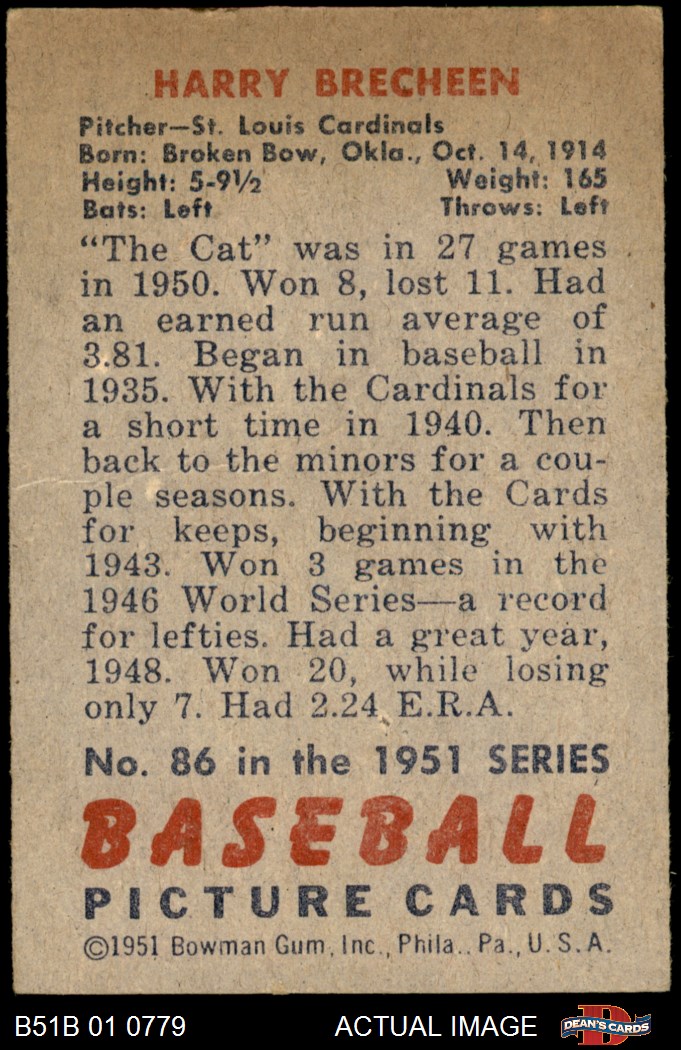 HARRY BRECHEEN
Pitcher—St. Louis Cardinals
Born: Broken Bow, Okla., Oct. 14, 1914
Height: 5-9½ Weight: 165
Bats: Left Throws: Left
"The Cat" was in 27 games
in 1950. Won 8, lost 11. Had
an earned run average of
3.81. Began in baseball in
1935. With the Cardinals for
a short time in 1940. Then
back to the minors for a cou-
ple seasons. With the Cards
for keeps, beginning with
1943. Won 3 games in the
1946 World Series—a record
for lefties. Had a great year,
1948. Won 20, while losing
only 7. Had 2.24 E.R.A.
No. 86 in the 1951 SERIES
BASEBALL
PICTURE CARDS
©1951 Bowman Gum, Inc., Phila., Pa., U.S.A.
B51B 01 0779 ACTUAL IMAGE D DEAN'S CARDS